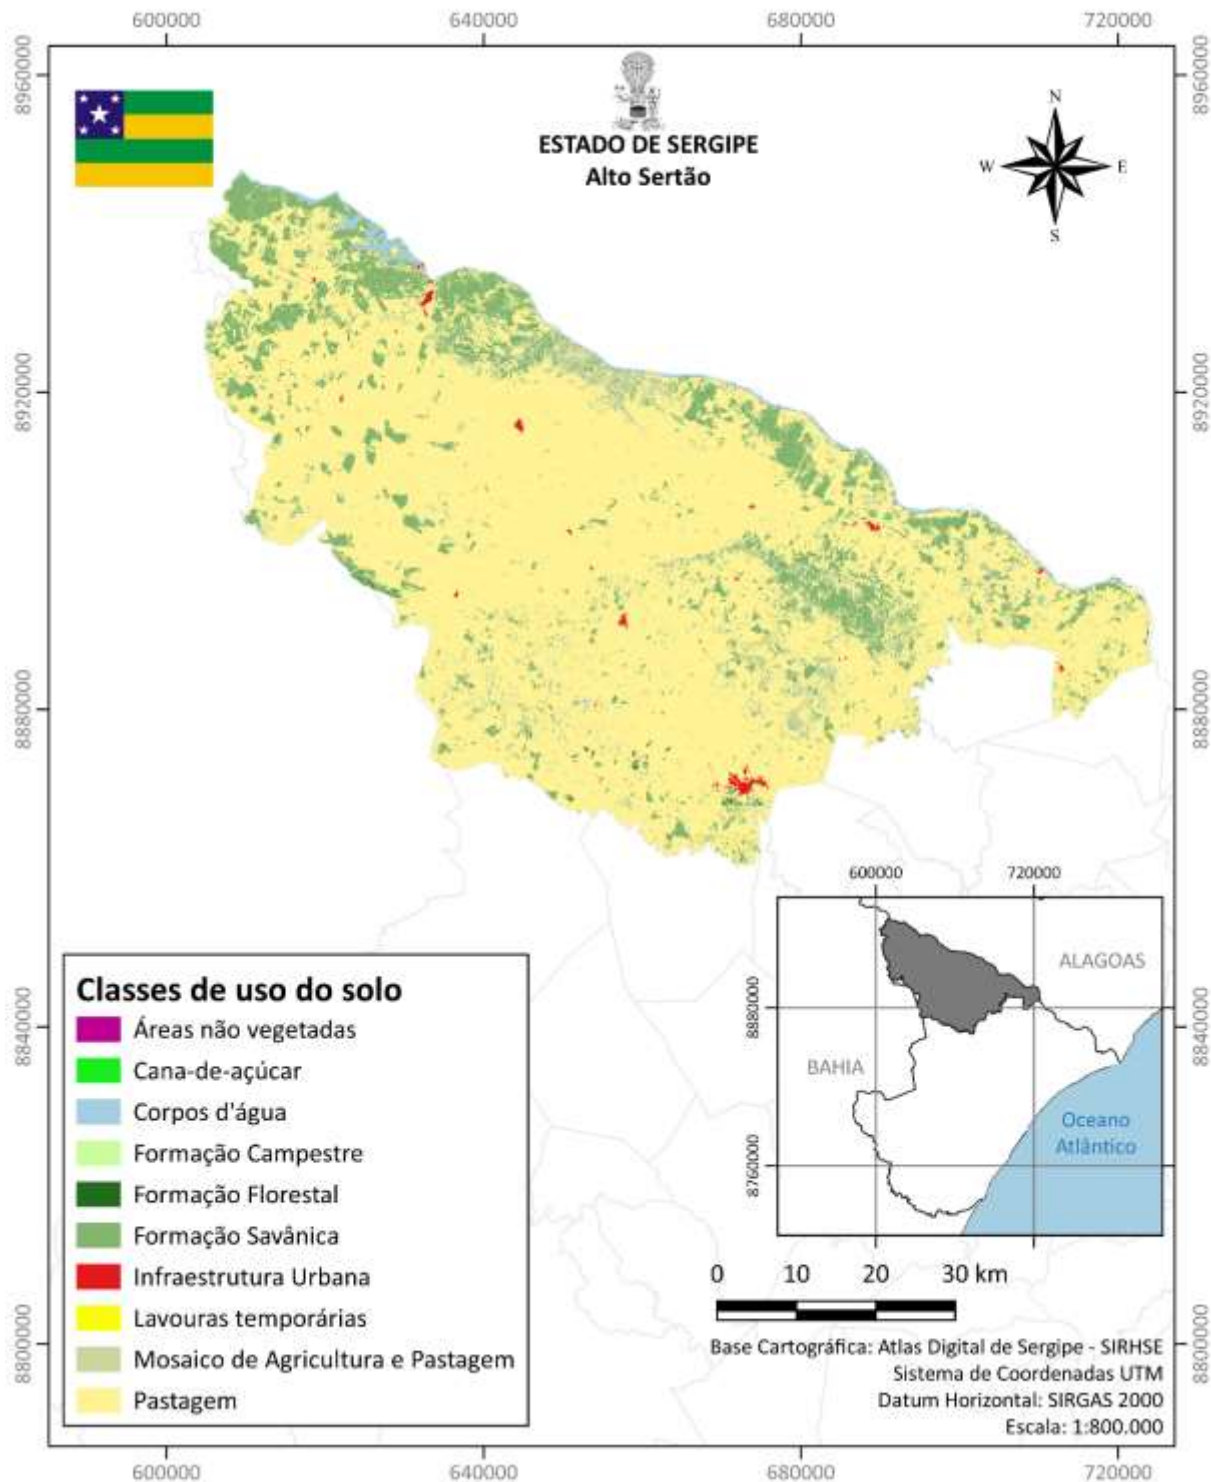 600000 640000 680000 720000
8960000 8960000
ESTADO DE SERGIPE
Alto Sertão
N
W E
S
8920000 8920000
8880000 8880000
600000 720000
ALAGOAS
8880000
BAHIA
Oceano
Atlântico
8760000
8840000 8840000
Classes de uso do solo
Áreas não vegetadas
Cana-de-açúcar
Corpos d'água
Formação Campestre
Formação Florestal
Formação Savânica
Infraestrutura Urbana
Lavouras temporárias
Mosaico de Agricultura e Pastagem
Pastagem
0 10 20 30 km
8800000 8800000
Base Cartográfica: Atlas Digital de Sergipe - SIRHSE
Sistema de Coordenadas UTM
Datum Horizontal: SIRGAS 2000
Escala: 1:800.000
600000 640000 680000 720000